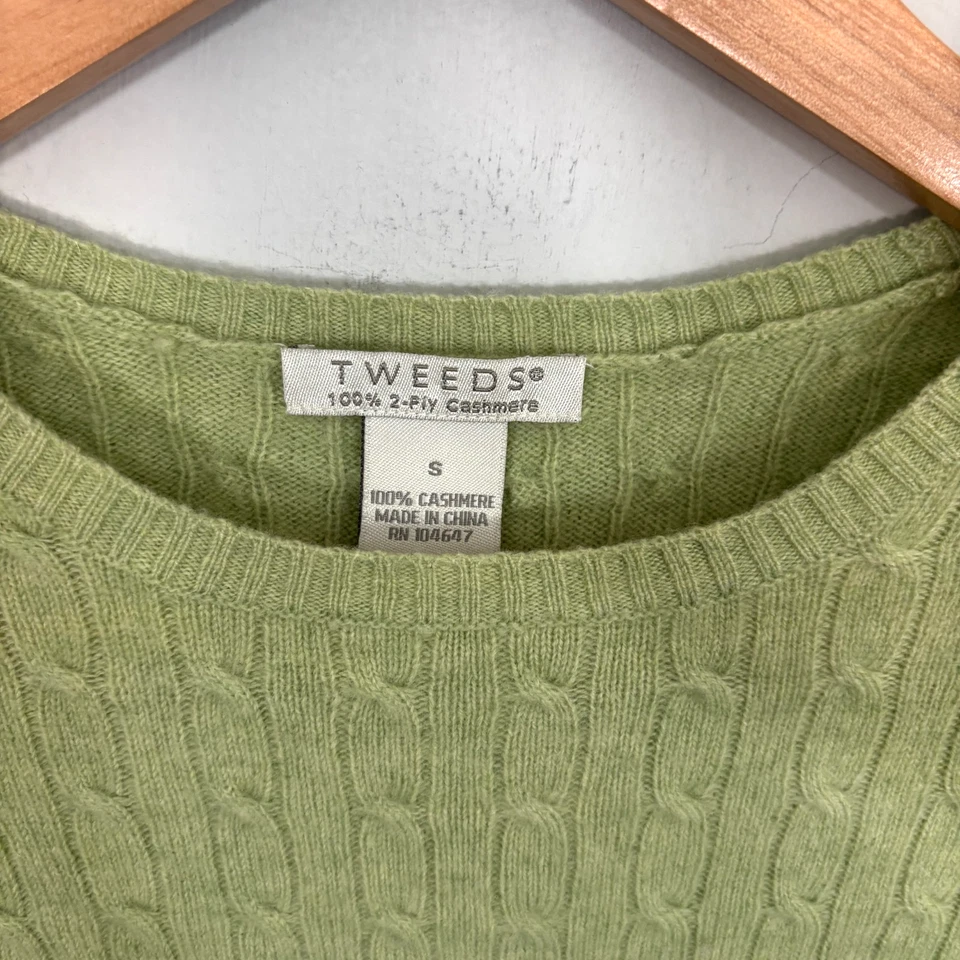 TWEEDS®
100% 2-Ply Cashmere
S
100% CASHMERE
MADE IN CHINA
RN 104647